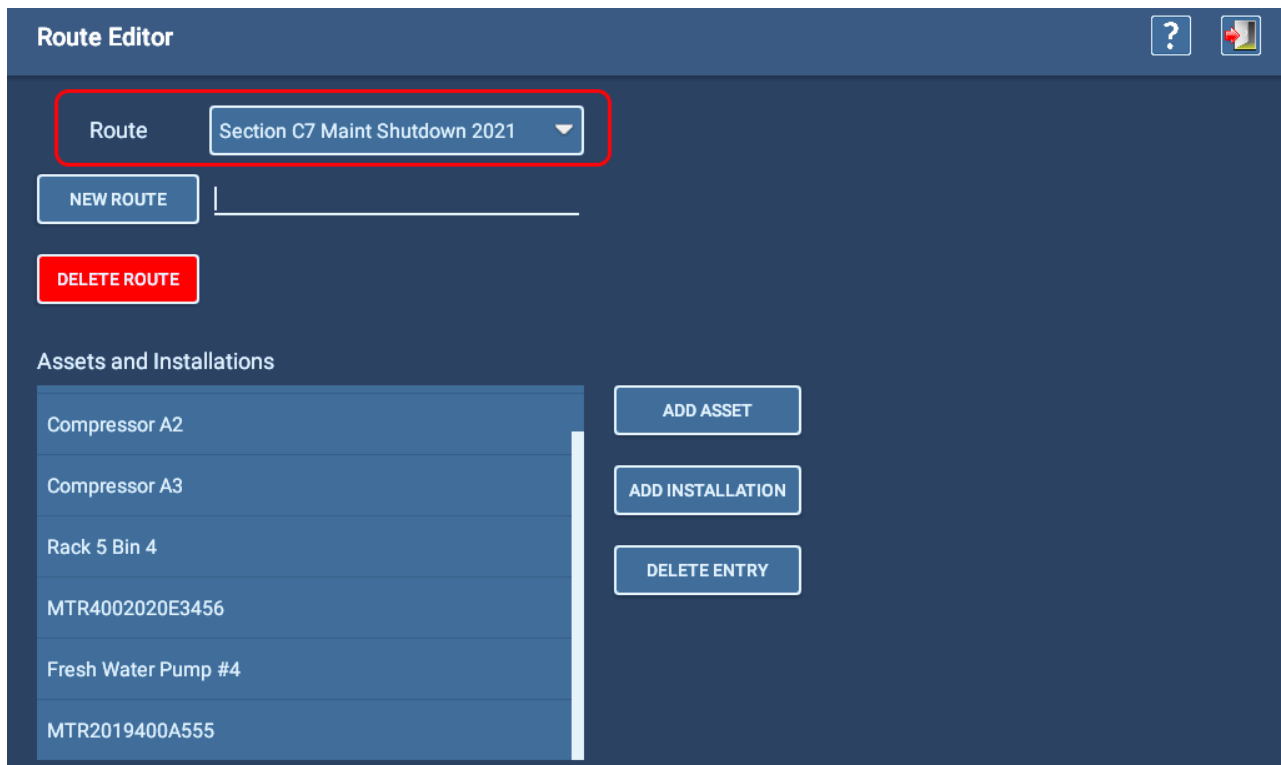 Route Editor
?
Route
Section C7 Maint Shutdown 2021
NEW ROUTE
DELETE ROUTE
Assets and Installations
Compressor A2
Compressor A3
Rack 5 Bin 4
MTR4002020E3456
Fresh Water Pump #4
MTR2019400A555
ADD ASSET
ADD INSTALLATION
DELETE ENTRY